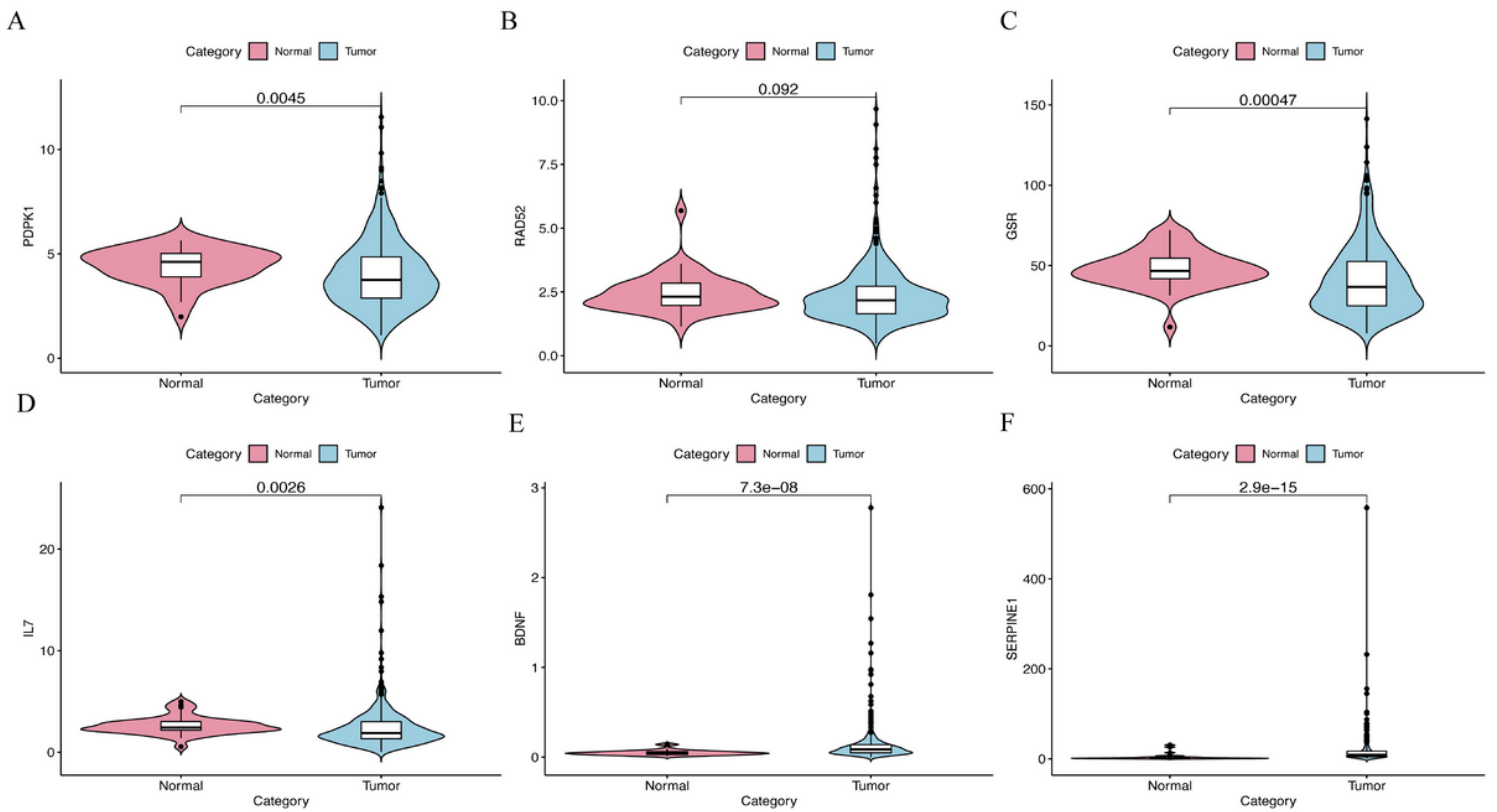 A
Category Normal Tumor
0.0045
10
5
0
PDPK1
Normal Tumor
Category
B
Category Normal Tumor
0.092
10.0
7.5
5.0
2.5
0.0
RAD52
Normal Tumor
Category
C
Category Normal Tumor
0.00047
150
100
50
0
GSR
Normal Tumor
Category
D
Category Normal Tumor
0.0026
20
10
0
IL7
Normal Tumor
Category
E
Category Normal Tumor
7.3e−08
3
2
1
0
BDNF
Normal Tumor
Category
F
Category Normal Tumor
2.9e−15
600
400
200
0
SERPINE1
Normal Tumor
Category